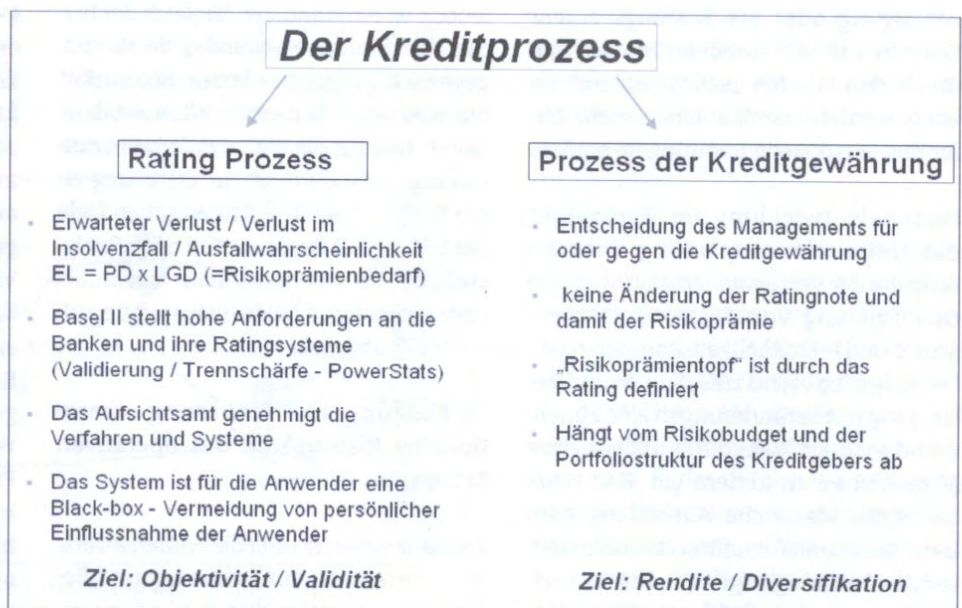 Der Kreditprozess
Rating Prozess
Erwarteter Verlust / Verlust im
Insolvenzfall / Ausfallwahrscheinlichkeit
EL = PD x LGD (=Risikoprämienbedarf)
Basel II stellt hohe Anforderungen an die
Banken und ihre Ratingsysteme
(Validierung / Trennschärfe - PowerStats)
Das Aufsichtsamt genehmigt die
Verfahren und Systeme
Das System ist für die Anwender eine
Black-box - Vermeidung von persönlicher
Einflussnahme der Anwender
Ziel: Objektivität / Validität
Prozess der Kreditgewährung
Entscheidung des Managements für
oder gegen die Kreditgewährung
keine Änderung der Ratingnote und
damit der Risikoprämie
„Risikoprämientopf" ist durch das
Rating definiert
Hängt von Risikobudget und der
Portfoliostruktur des Kreditgebers ab
Ziel: Rendite / Diversifikation